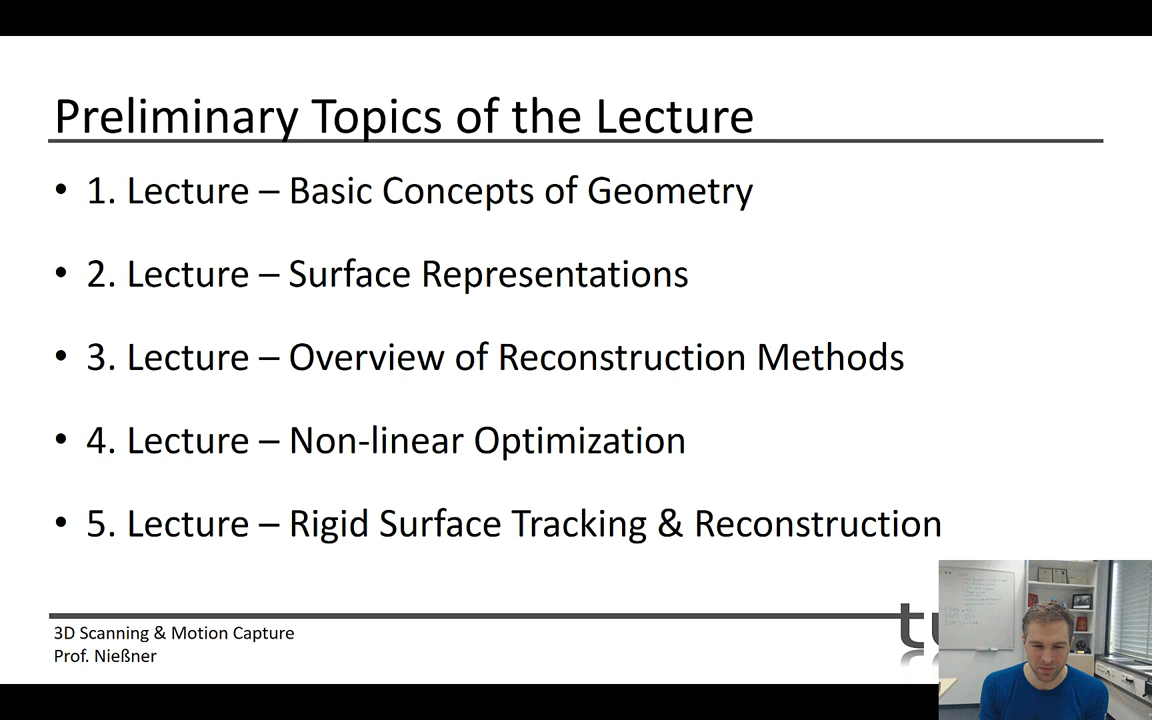 Preliminary Topics of the Lecture
• 1. Lecture – Basic Concepts of Geometry
• 2. Lecture – Surface Representations
• 3. Lecture – Overview of Reconstruction Methods
• 4. Lecture – Non-linear Optimization
• 5. Lecture – Rigid Surface Tracking & Reconstruction
3D Scanning & Motion Capture
Prof. Nießner